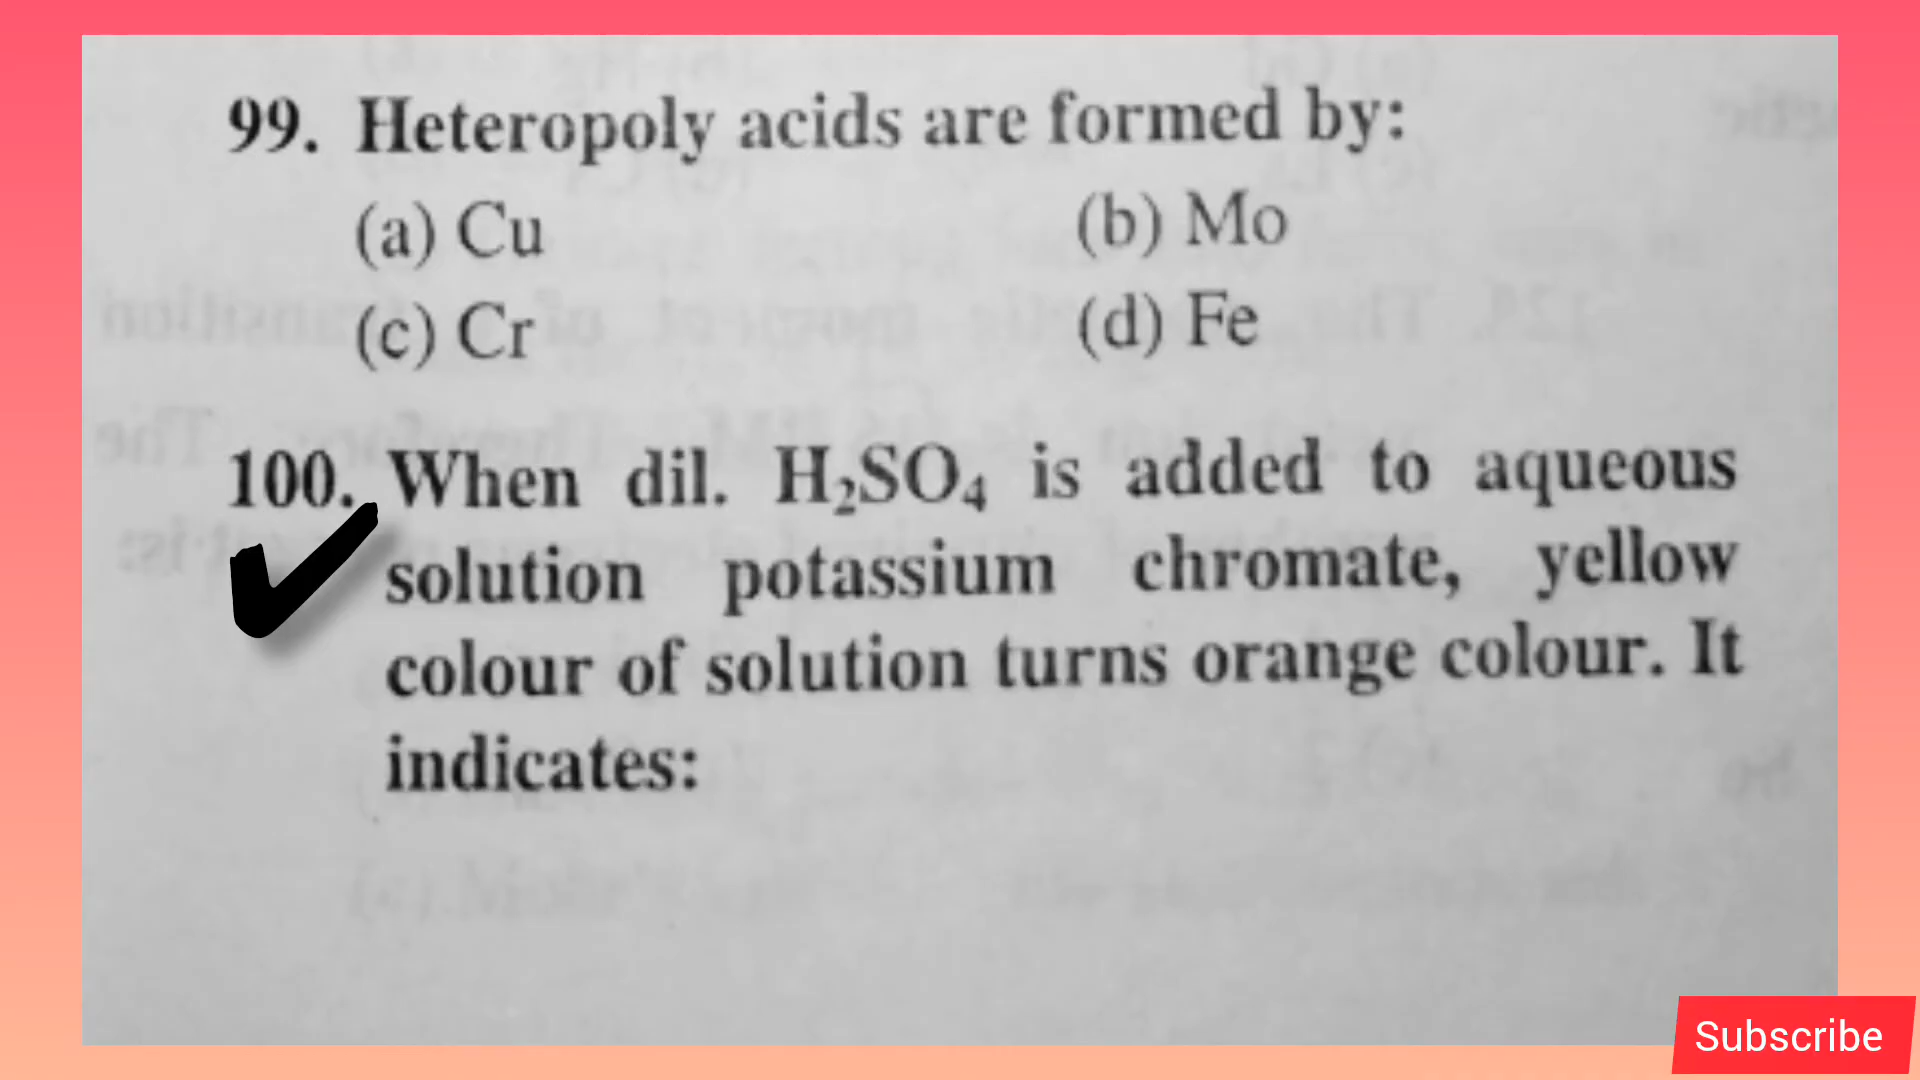 99. Heteropoly acids are formed by:
(a) Cu (b) Mo
(c) Cr (d) Fe
100. When dil. H₂SO₄ is added to aqueous
solution potassium chromate, yellow
colour of solution turns orange colour. It
indicates:
Subscribe